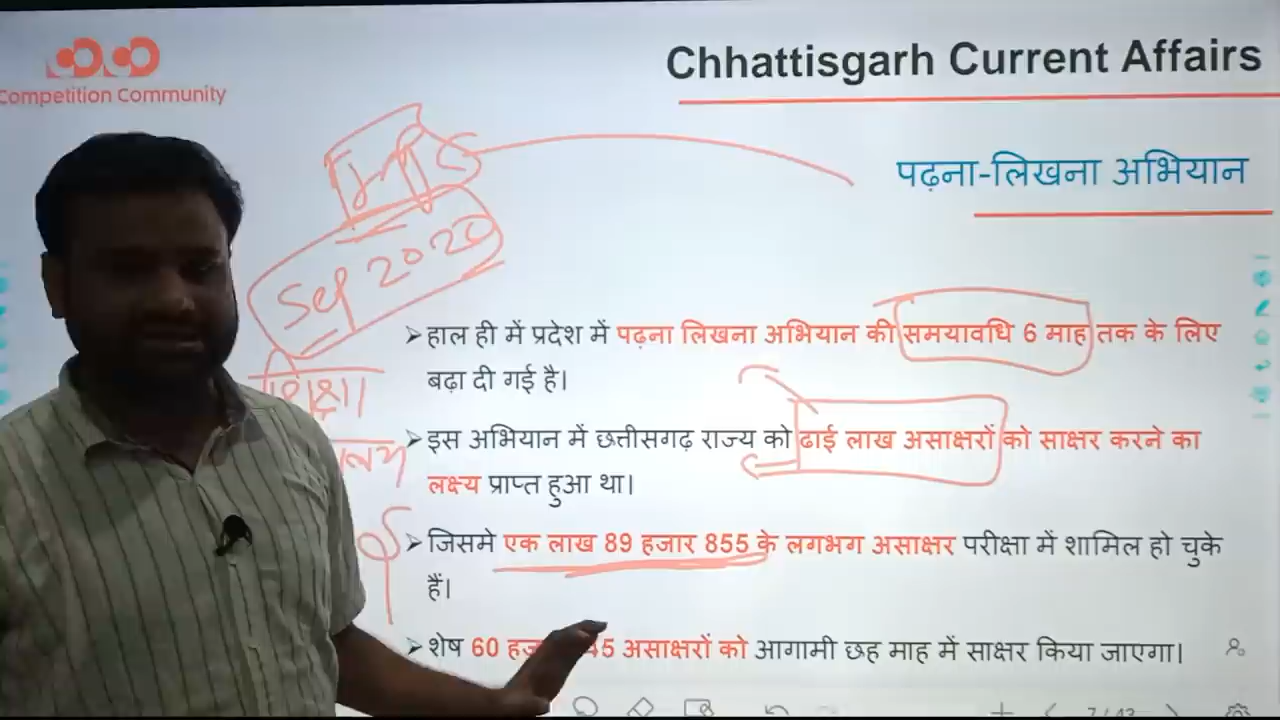 Competition Community
Chhattisgarh Current Affairs
पढ़ना-लिखना अभियान
Sep 2020
शिक्षा
➢ हाल ही में प्रदेश में पढ़ना लिखना अभियान की समयावधि 6 माह तक के लिए
बढ़ा दी गई है।
➢ इस अभियान में छत्तीसगढ़ राज्य को ढाई लाख असाक्षरों को साक्षर करने का
लक्ष्य प्राप्त हुआ था।
➢ जिसमे एक लाख 89 हजार 855 के लगभग असाक्षर परीक्षा में शामिल हो चुके
हैं।
➢ शेष 60 असाक्षरों को आगामी छह माह में साक्षर किया जाएगा।
7 / 43